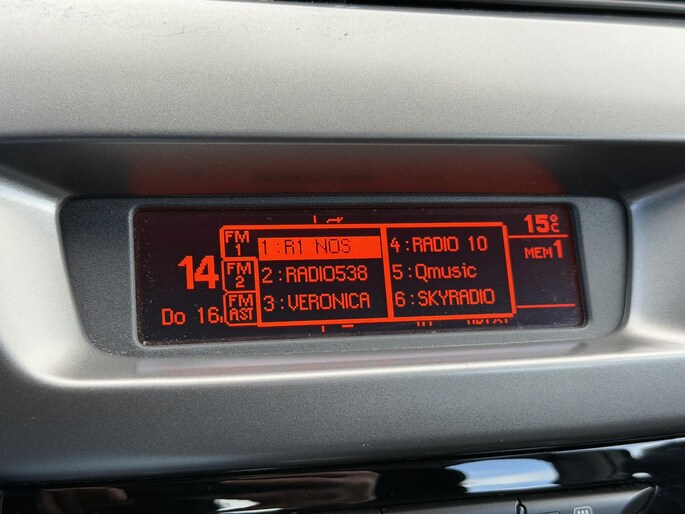 15°C
FM
1
1:R1 NOS
4:RADIO 10
MEM1
14
FM
2
2:RADIO538
5:Qmusic
Do 16
FM
AST
3:VERONICA
6:SKYRADIO